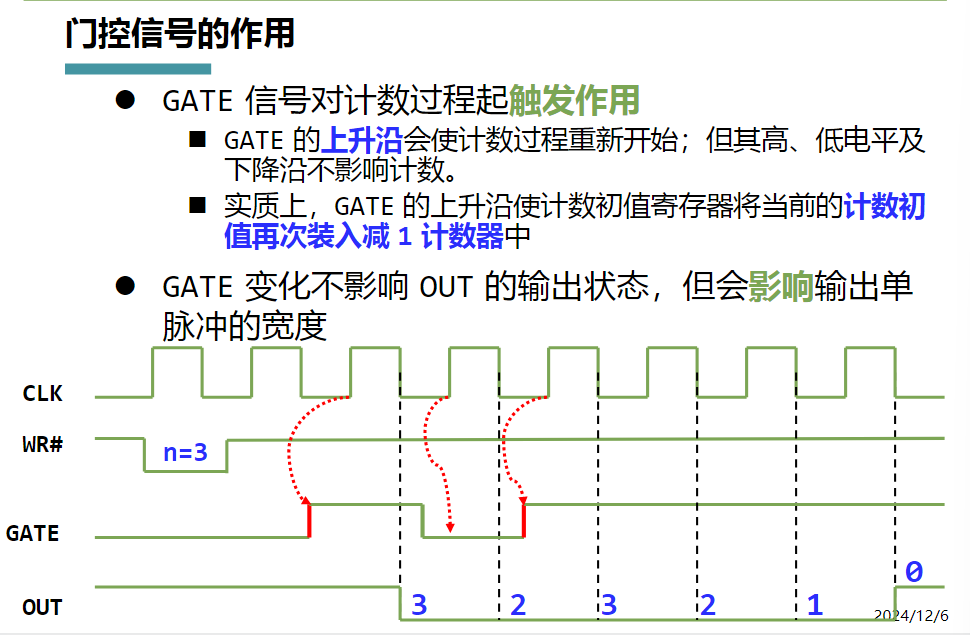 门控信号的作用
● GATE 信号对计数过程起触发作用
■ GATE 的上升沿会使计数过程重新开始；但其高、低电平及
下降沿不影响计数。
■ 实质上，GATE 的上升沿使计数初值寄存器将当前的计数初
值再次装入减 1 计数器中
● GATE 变化不影响 OUT 的输出状态，但会影响输出单
脉冲的宽度
CLK
WR#
n=3
GATE
0
OUT
3 2 3 2 1
2024/12/6